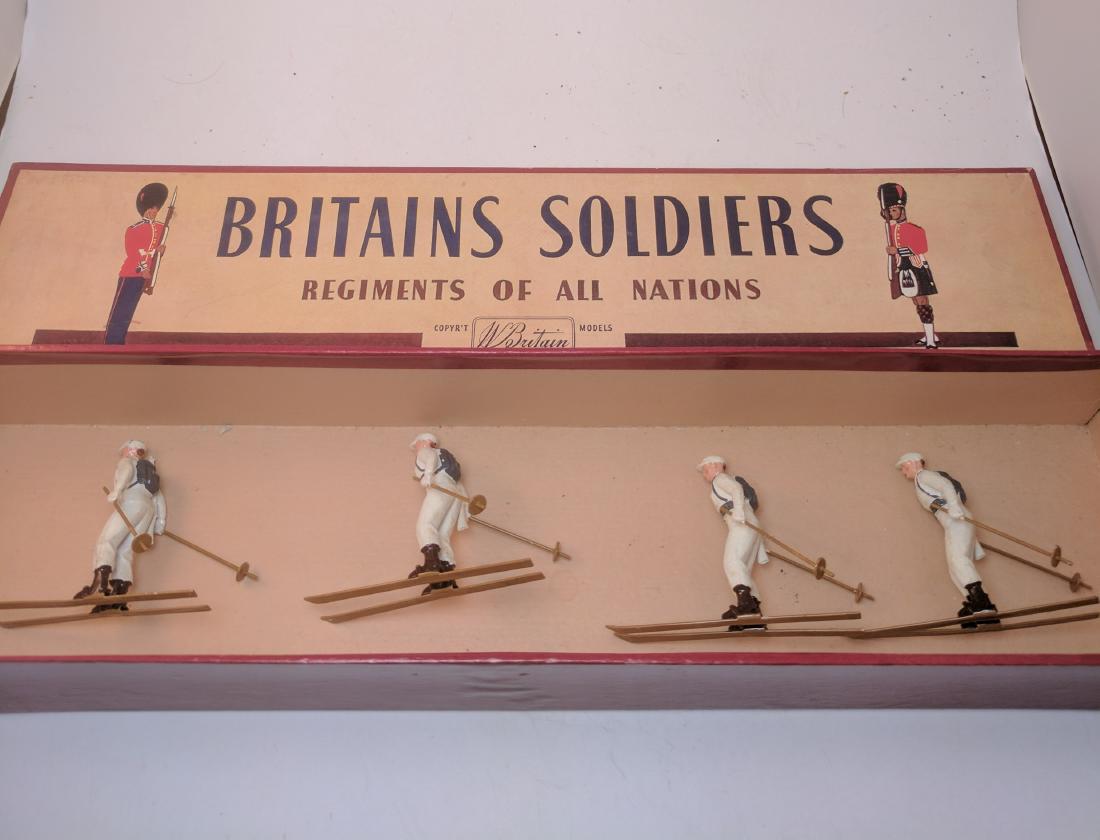 BRITAINS SOLDIERS
REGIMENTS OF ALL NATIONS
COPYR'T W Britain MODELS